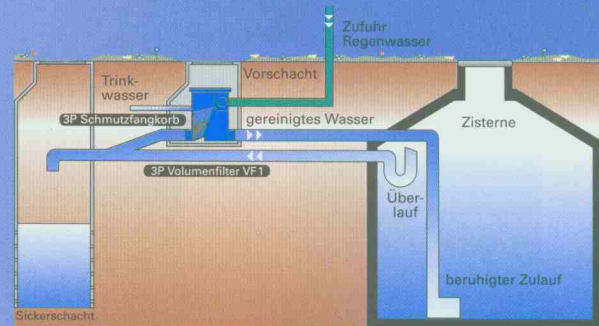 Zufuhr
Regenwasser
Vorschacht
Trink-
wasser
3P Schmutzfangkorb
gereinigtes Wasser
Zisterne
3P Volumenfilter VF1
Über-
lauf
beruhigter Zulauf
Sickerschacht